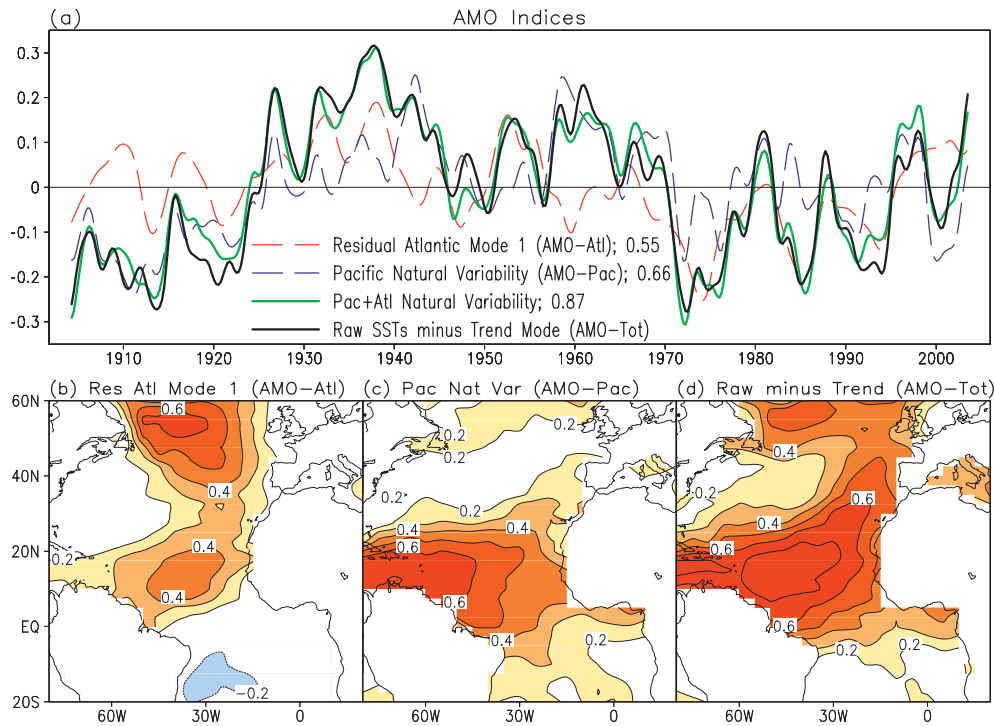 (a) AMO Indices
0.3
0.2
0.1
0
-0.1
-0.2
-0.3
Residual Atlantic Mode 1 (AMO-Atl); 0.55
Pacific Natural Variability (AMO-Pac); 0.66
Pac+Atl Natural Variability; 0.87
Raw SSTs minus Trend Mode (AMO-Tot)
1910 1920 1930 1940 1950 1960 1970 1980 1990 2000
(b) Res Atl Mode 1 (AMO-Atl) (c) Pac Nat Var (AMO-Pac) (d) Raw minus Trend (AMO-Tot)
60N
40N
20N
EQ
20S
0.6
0.4
0.2
0.4
0.4
-0.2
0.2
0.2
0.2
0.2
0.4
0.4
0.6
0.6
0.4
0.2
0.4
0.2
0.6
0.4
0.6
0.6
0.2
60W 30W 0 60W 30W 0 60W 30W 0